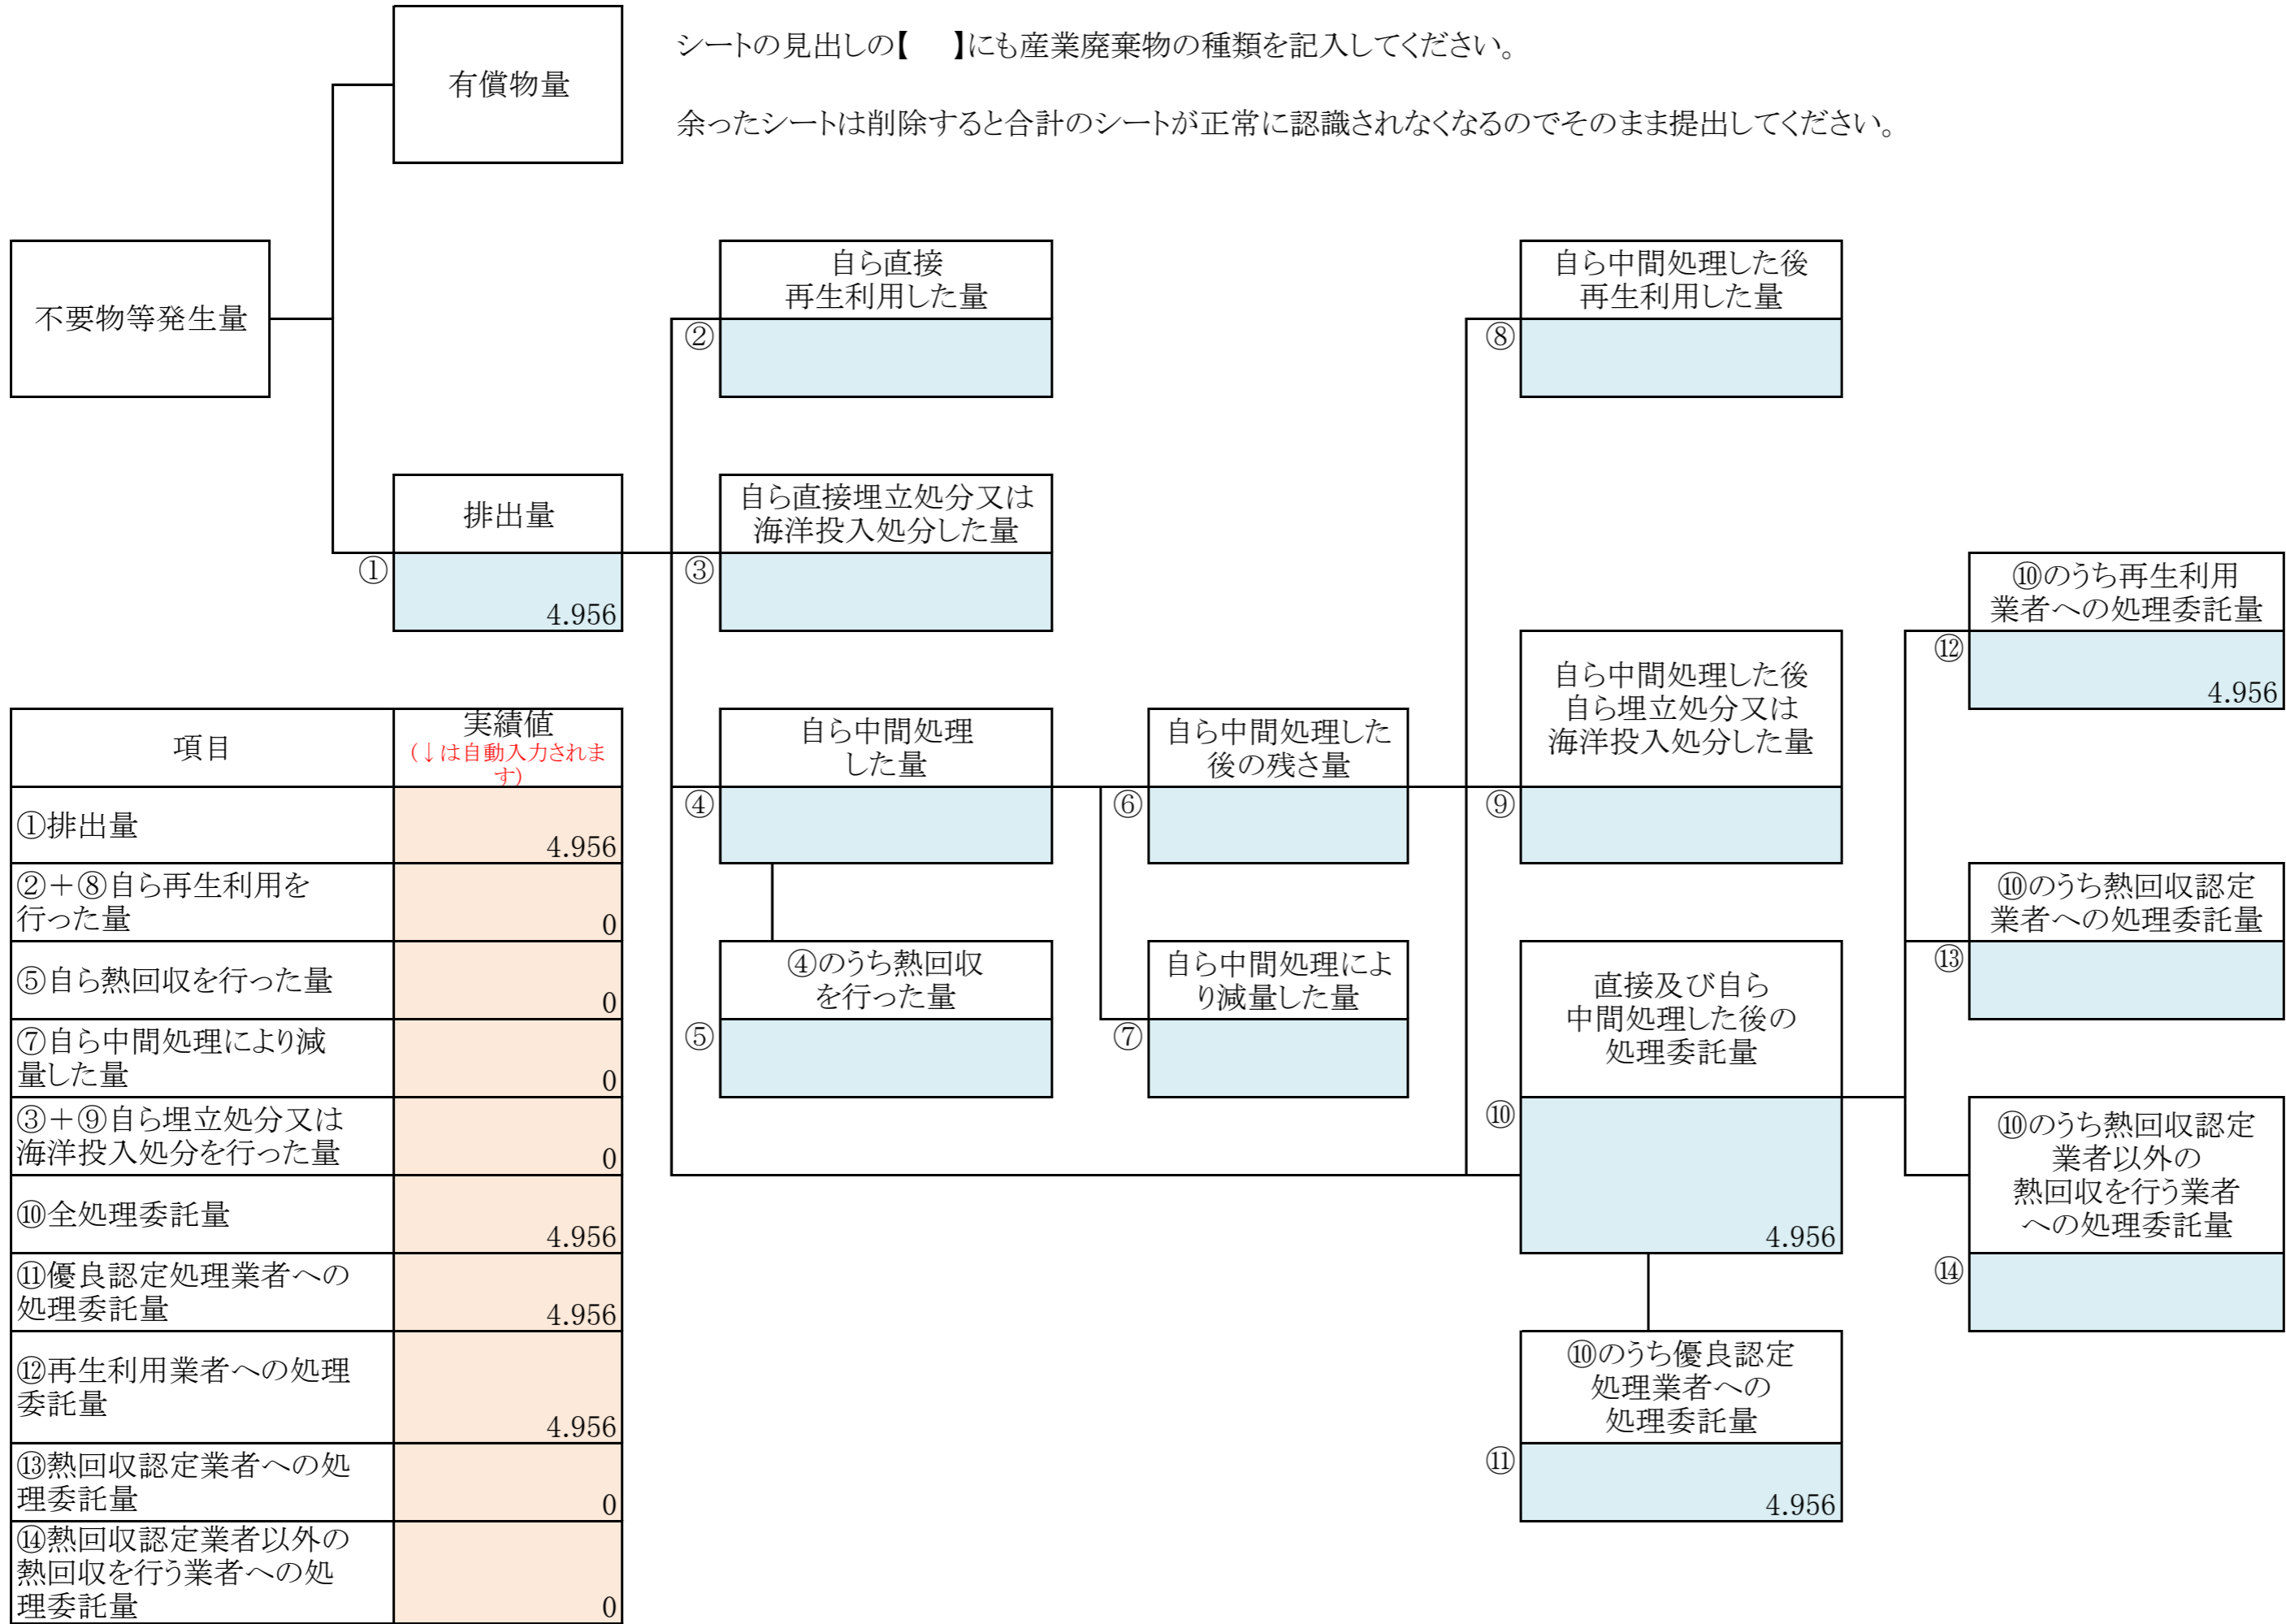 シートの見出しの【　】にも産業廃棄物の種類を記入してください。
余ったシートは削除すると合計のシートが正常に認識されなくなるのでそのまま提出してください。
有償物量
不要物等発生量
排出量
①
4.956
自ら直接
再生利用した量
②
自ら直接埋立処分又は
海洋投入処分した量
③
自ら中間処理
した量
④
④のうち熱回収
を行った量
⑤
自ら中間処理した
後の残さ量
⑥
自ら中間処理によ
り減量した量
⑦
自ら中間処理した後
再生利用した量
⑧
自ら中間処理した後
自ら埋立処分又は
海洋投入処分した量
⑨
直接及び自ら
中間処理した後の
処理委託量
⑩
4.956
⑩のうち優良認定
処理業者への
処理委託量
⑪
4.956
⑩のうち再生利用
業者への処理委託量
⑫
4.956
⑩のうち熱回収認定
業者への処理委託量
⑬
⑩のうち熱回収認定
業者以外の
熱回収を行う業者
への処理委託量
⑭
項目
実績値
(↓は自動入力されま
す)
①排出量
4.956
②＋⑧自ら再生利用を
行った量
0
⑤自ら熱回収を行った量
0
⑦自ら中間処理により減
量した量
0
③＋⑨自ら埋立処分又は
海洋投入処分を行った量
0
⑩全処理委託量
4.956
⑪優良認定処理業者への
処理委託量
4.956
⑫再生利用業者への処理
委託量
4.956
⑬熱回収認定業者への処
理委託量
0
⑭熱回収認定業者以外の
熱回収を行う業者への処
理委託量
0